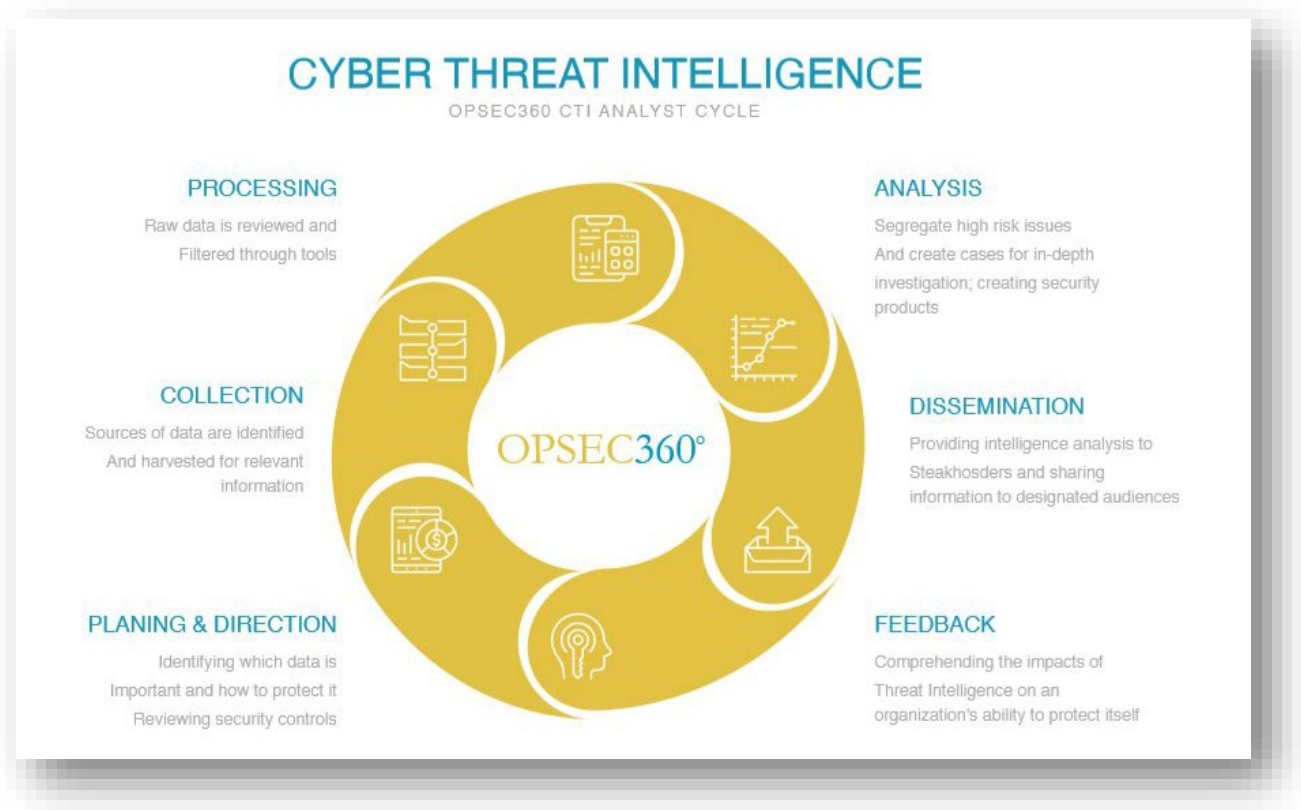 CYBER THREAT INTELLIGENCE
OPSEC360 CTI ANALYST CYCLE
PROCESSING
Raw data is reviewed and
Filtered through tools
ANALYSIS
Segregate high risk issues
And create cases for in-depth
investigation; creating security
products
COLLECTION
Sources of data are identified
And harvested for relevant
information
OPSEC360°
DISSEMINATION
Providing intelligence analysis to
Steakhosders and sharing
information to designated audiences
PLANING & DIRECTION
Identifying which data is
Important and how to protect it
Reviewing security controls
FEEDBACK
Comprehending the impacts of
Threat Intelligence on an
organization's ability to protect itself